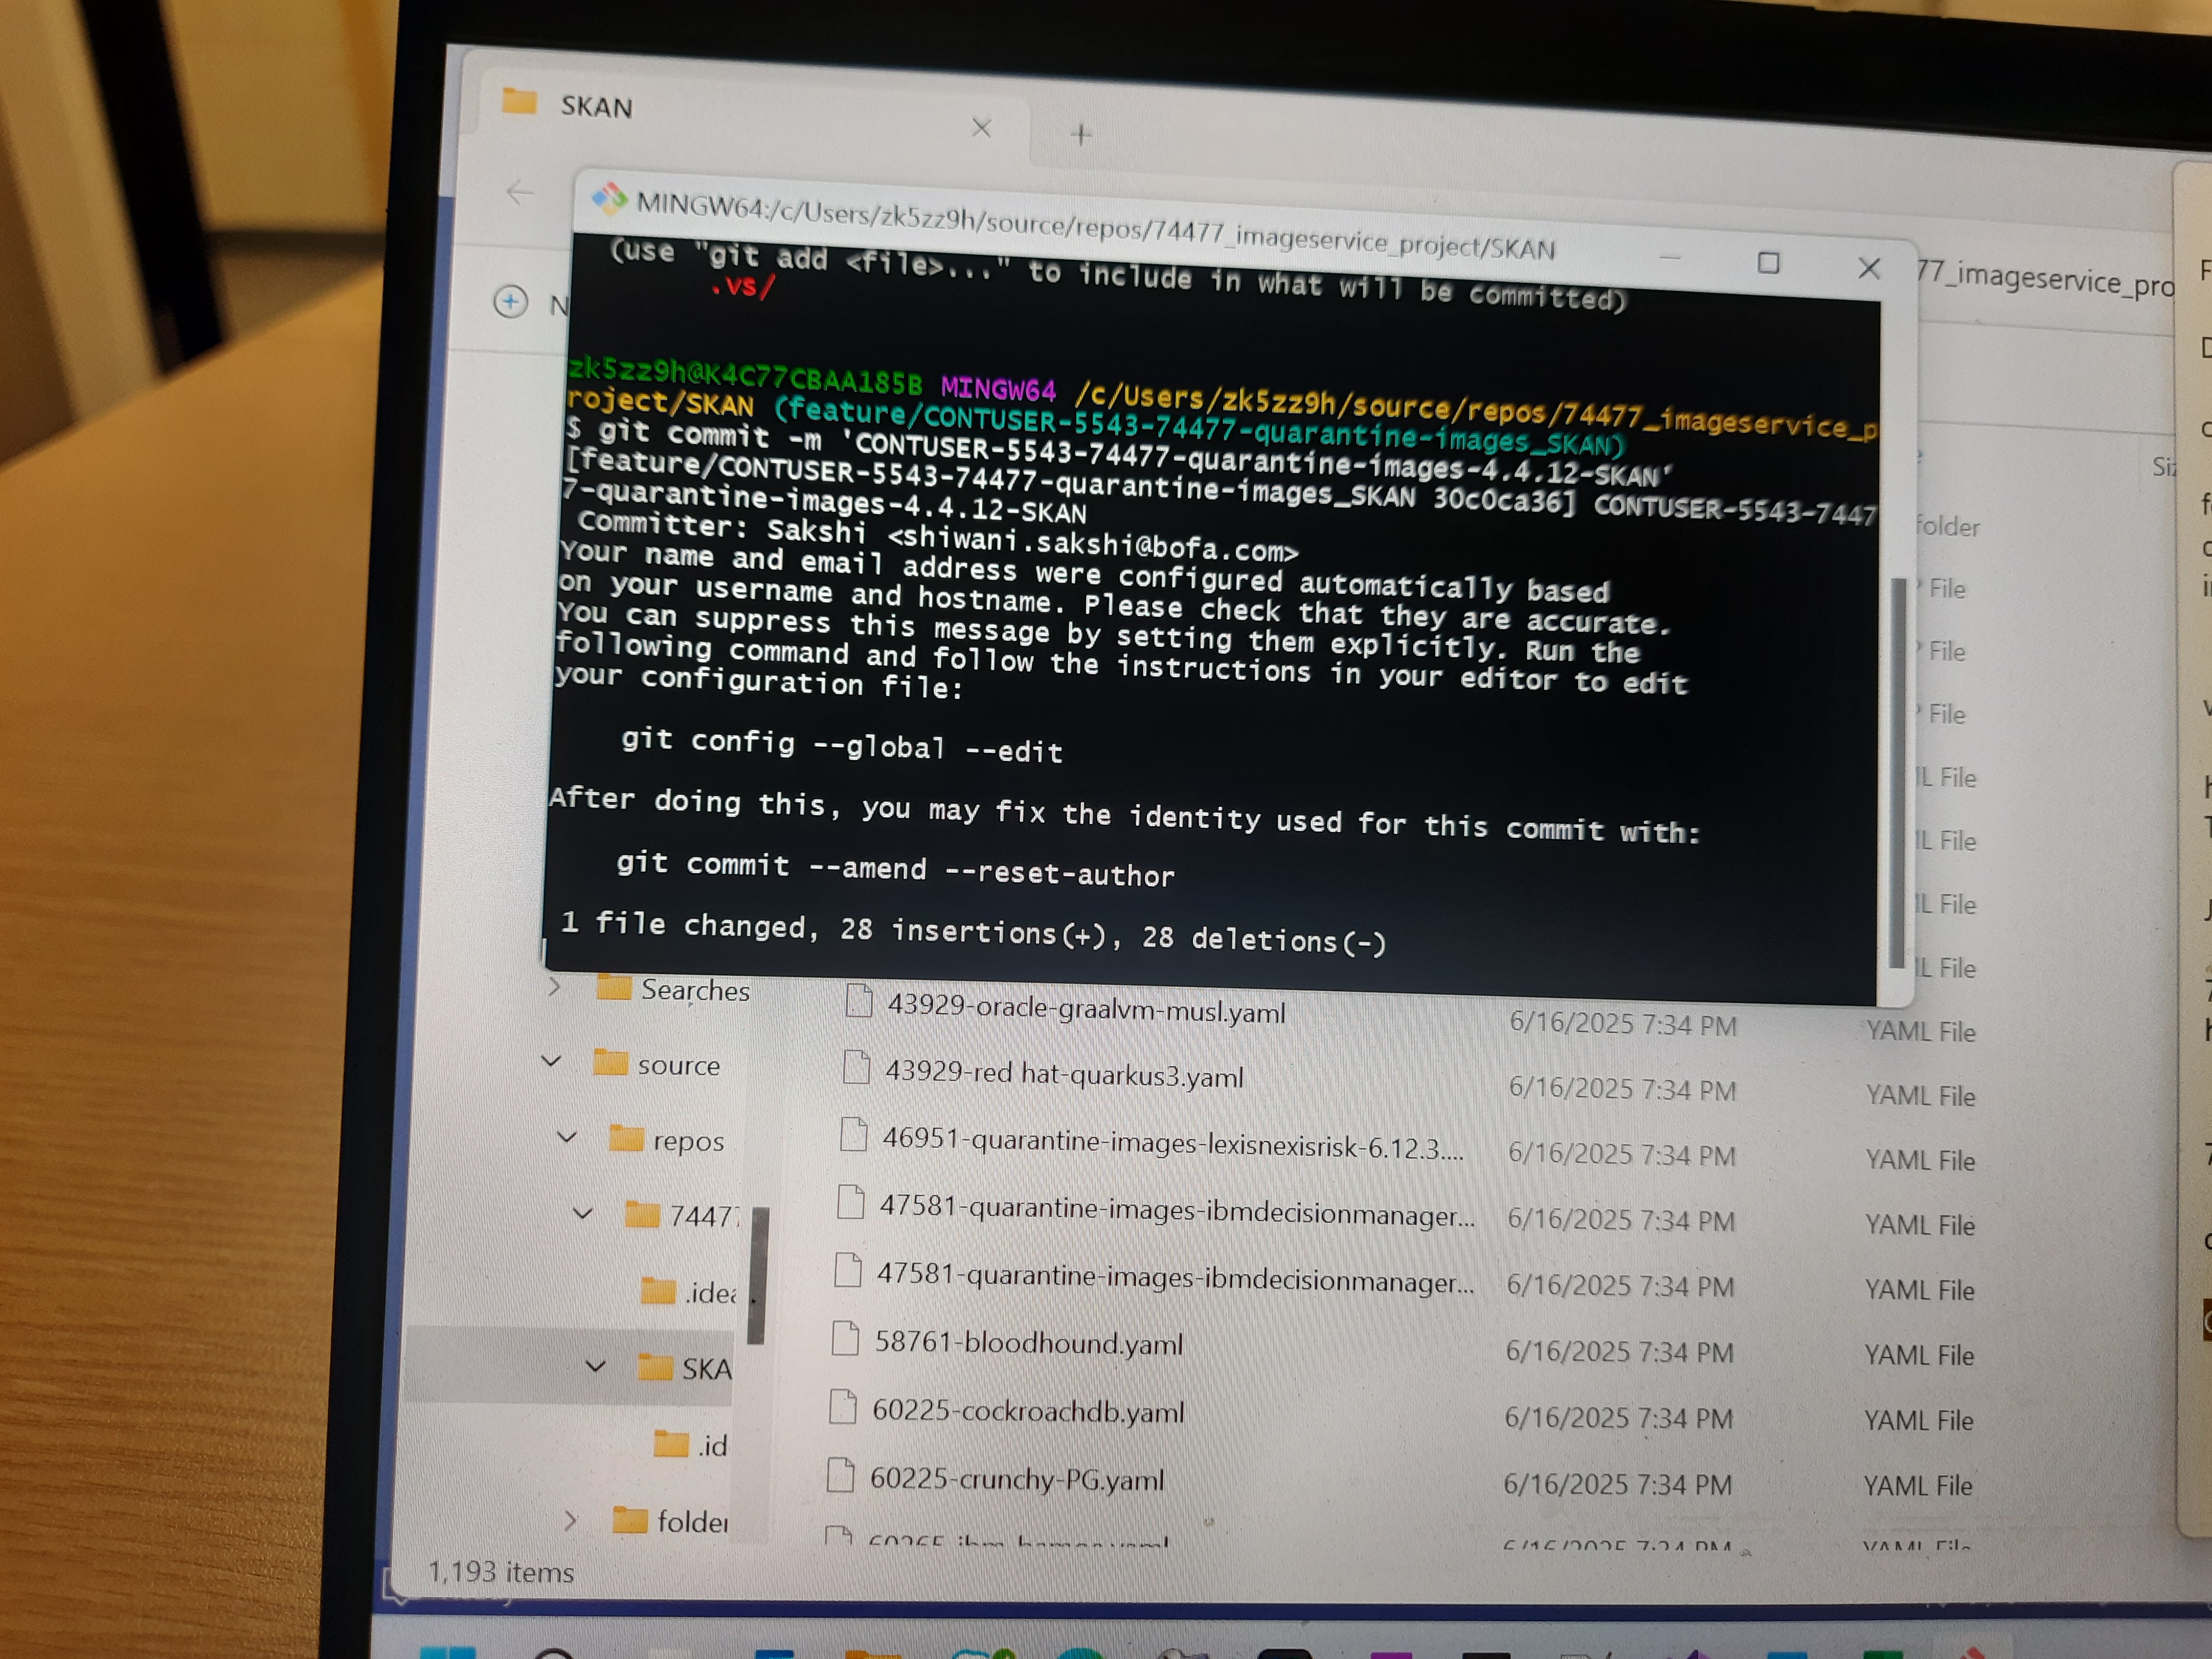 SKAN
MINGW64:/c/Users/zk5zz9h/source/repos/74477_imageservice_project/SKAN
77_imageservice_pro
(use "git add <file>..." to include in what will be committed)
.vs/
zk5zz9h@K4C77CBAA185B MINGW64 /c/Users/zk5zz9h/source/repos/74477_imageservice_p
roject/SKAN (feature/CONTUSER-5543-74477-quarantine-images_SKAN)
$ git commit -m 'CONTUSER-5543-74477-quarantine-images-4.4.12-SKAN'
[feature/CONTUSER-5543-74477-quarantine-images_SKAN 30c0ca36] CONTUSER-5543-7447
7-quarantine-images-4.4.12-SKAN
Committer: Sakshi <shiwani.sakshi@bofa.com>
Your name and email address were configured automatically based
on your username and hostname. Please check that they are accurate.
You can suppress this message by setting them explicitly. Run the
following command and follow the instructions in your editor to edit
your configuration file:
git config --global --edit
After doing this, you may fix the identity used for this commit with:
git commit --amend --reset-author
1 file changed, 28 insertions(+), 28 deletions(-)
folder
File
File
File
File
File
File
File
Searches
source
repos
7447
.idea
SKA
.id
folder
43929-oracle-graalvm-musl.yaml 6/16/2025 7:34 PM YAML File
43929-red hat-quarkus3.yaml 6/16/2025 7:34 PM YAML File
46951-quarantine-images-lexisnexisrisk-6.12.3.... 6/16/2025 7:34 PM YAML File
47581-quarantine-images-ibmdecisionmanager... 6/16/2025 7:34 PM YAML File
47581-quarantine-images-ibmdecisionmanager... 6/16/2025 7:34 PM YAML File
58761-bloodhound.yaml 6/16/2025 7:34 PM YAML File
60225-cockroachdb.yaml 6/16/2025 7:34 PM YAML File
60225-crunchy-PG.yaml 6/16/2025 7:34 PM YAML File
1,193 items